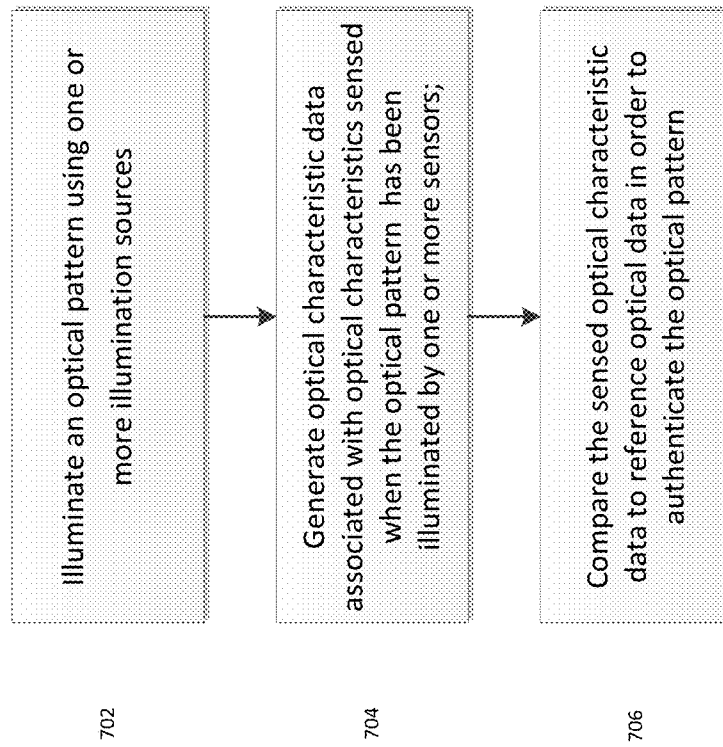 702
Illuminate an optical pattern using one or
more illumination sources
704
Generate optical characteristic data
associated with optical characteristics sensed
when the optical pattern has been
illuminated by one or more sensors;
706
Compare the sensed optical characteristic
data to reference optical data in order to
authenticate the optical pattern